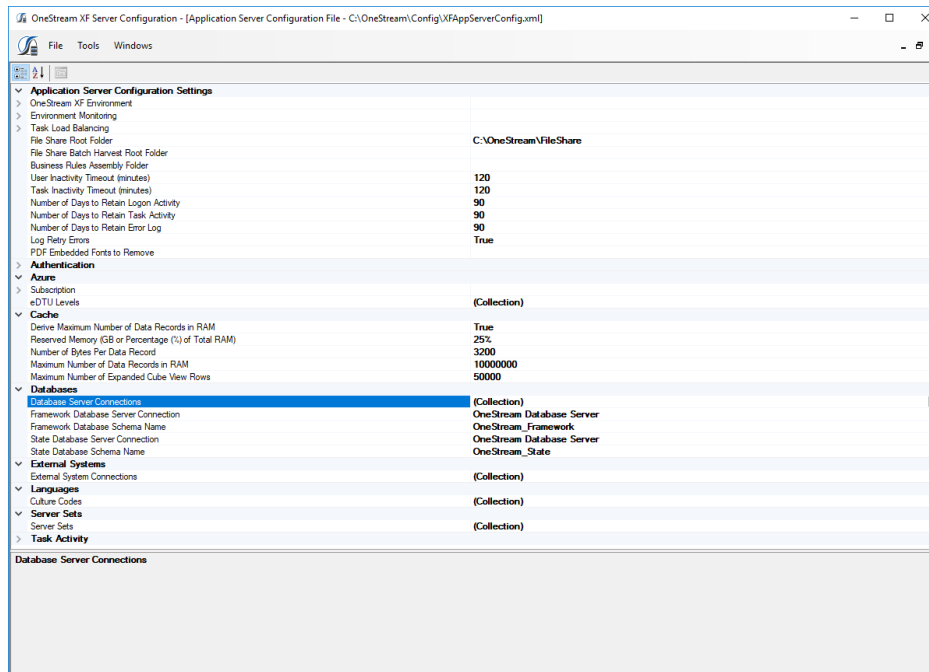 OneStream XF Server Configuration - [Application Server Configuration File - C:\OneStream\Config\XFAppServerConfig.xml]
File Tools Windows
Application Server Configuration Settings
OneStream XF Environment
Environment Monitoring
Task Load Balancing
File Share Root Folder C:\OneStream\FileShare
File Share Batch Harvest Root Folder
Business Rules Assembly Folder
User Inactivity Timeout (minutes) 120
Task Inactivity Timeout (minutes) 120
Number of Days to Retain Logon Activity 90
Number of Days to Retain Task Activity 90
Number of Days to Retain Error Log 90
Log Retry Errors True
PDF Embedded Fonts to Remove
Authentication
Azure
Subscription
eDTU Levels (Collection)
Cache
Derive Maximum Number of Data Records in RAM True
Reserved Memory (GB or Percentage (%) of Total RAM) 25%
Number of Bytes Per Data Record 3200
Maximum Number of Data Records in RAM 10000000
Maximum Number of Expanded Cube View Rows 50000
Databases
Database Server Connections (Collection)
Framework Database Server Connection OneStream Database Server
Framework Database Schema Name OneStream_Framework
State Database Server Connection OneStream Database Server
State Database Schema Name OneStream_State
External Systems
External System Connections (Collection)
Languages
Culture Codes (Collection)
Server Sets
Server Sets (Collection)
Task Activity
Database Server Connections